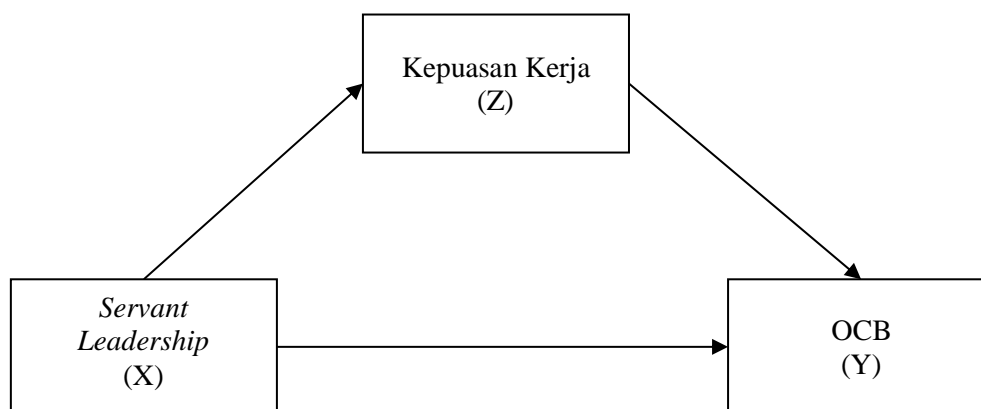 Kepuasan Kerja
(Z)
Servant
Leadership
(X)
OCB
(Y)